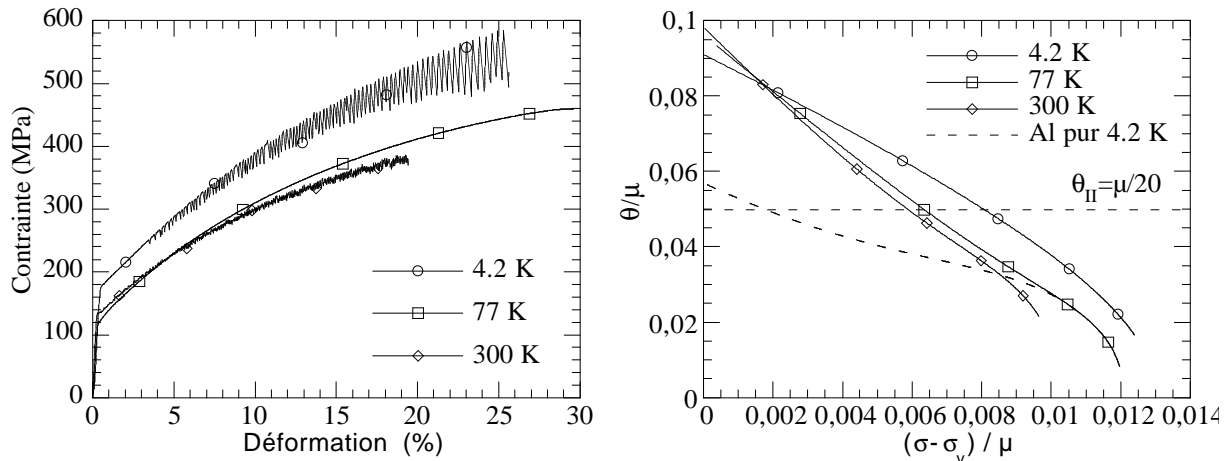 600
500
400
300
200
100
0
Contrainte (MPa)
4.2 K
77 K
300 K
0 5 10 15 20 25 30
Déformation (%)
0,1
0,08
0,06
0,04
0,02
0
θ/μ
4.2 K
77 K
300 K
Al pur 4.2 K
θII=μ/20
0 0,002 0,004 0,006 0,008 0,01 0,012 0,014
(σ-σy) / μ